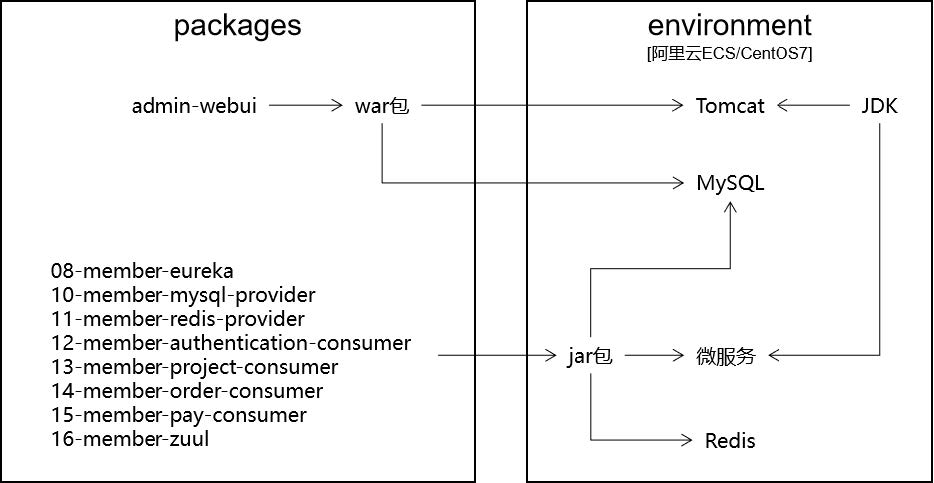 packages
admin-webui
war包
08-member-eureka
10-member-mysql-provider
11-member-redis-provider
12-member-authentication-consumer
13-member-project-consumer
14-member-order-consumer
15-member-pay-consumer
16-member-zuul
environment
[阿里云ECS/CentOS7]
Tomcat
JDK
MySQL
jar包
微服务
Redis